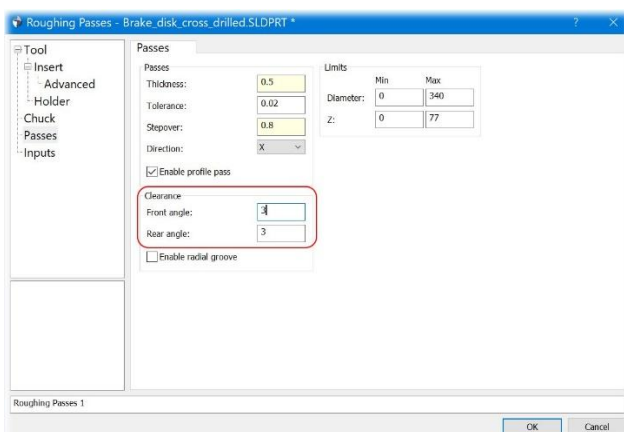 Roughing Passes - Brake_disk_cross_drilled.SLDPRT *
? ×
Tool
Insert
Advanced
Holder
Chuck
Passes
Inputs
Passes
Passes
Thickness: 0.5
Tolerance: 0.02
Stepover: 0.8
Direction: X
Enable profile pass
Clearance
Front angle: 3
Rear angle: 3
Enable radial groove
Limits
Min Max
Diameter: 0 340
Z: 0 77
Roughing Passes 1
OK Cancel